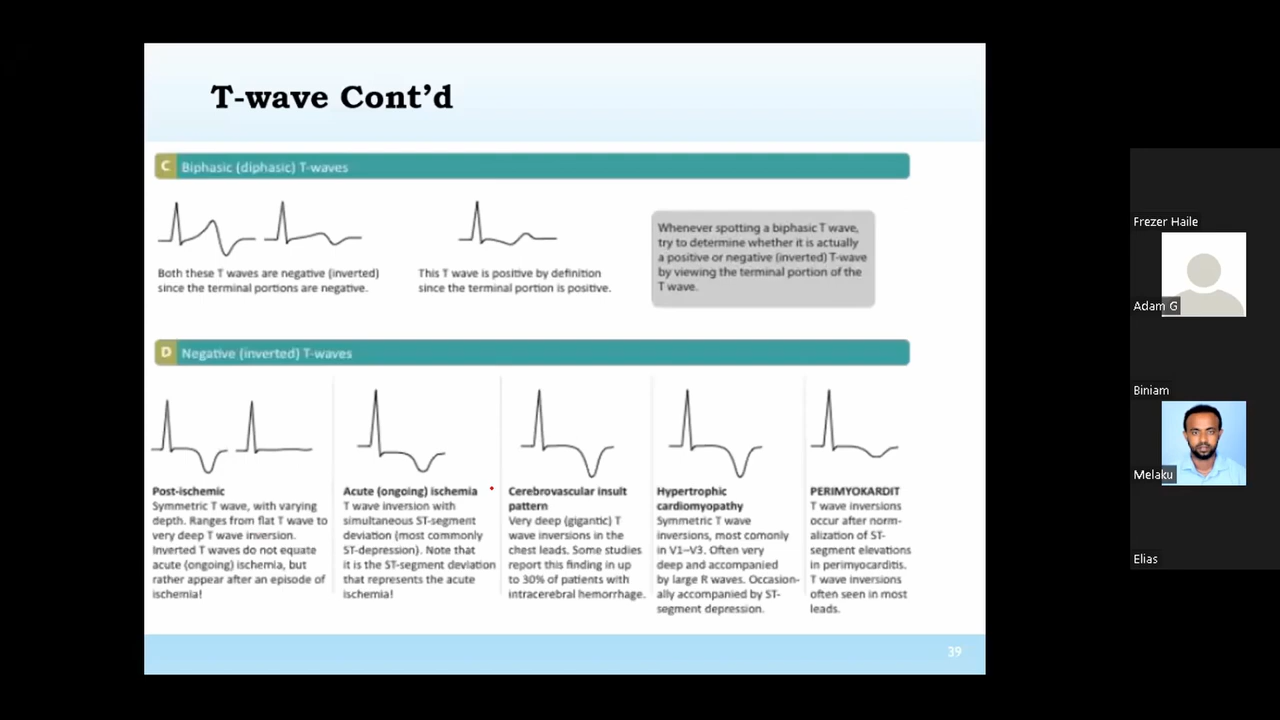 T-wave Cont'd
C Biphasic (diphasic) T-waves
Both these T waves are negative (inverted)
since the terminal portions are negative.
This T wave is positive by definition
since the terminal portion is positive.
Whenever spotting a biphasic T wave,
try to determine whether it is actually
a positive or negative (inverted) T-wave
by viewing the terminal portion of the
T wave.
D Negative (inverted) T-waves
Post-ischemic
Symmetric T wave, with varying
depth. Ranges from flat T wave to
very deep T wave inversion.
Inverted T waves do not equate
acute (ongoing) ischemia, but
rather appear after an episode of
ischemia!
Acute (ongoing) ischemia
T wave inversion with
simultaneous ST-segment
deviation (most commonly
ST-depression). Note that
it is the ST-segment deviation
that represents the acute
ischemia!
Cerebrovascular insult
pattern
Very deep (gigantic) T
wave inversions in the
chest leads. Some studies
report this finding in up
to 30% of patients with
intracerebral hemorrhage.
Hypertrophic
cardiomyopathy
Symmetric T wave
inversions, most comonly
in V1–V3. Often very
deep and accompanied
by large R waves. Occasion-
ally accompanied by ST-
segment depression.
PERIMYOKARDIT
T wave inversions
occur after norm-
alization of ST-
segment elevations
in perimyocarditis.
T wave inversions
often seen in most
leads.
39
Frezer Haile
Adam G
Biniam
Melaku
Elias